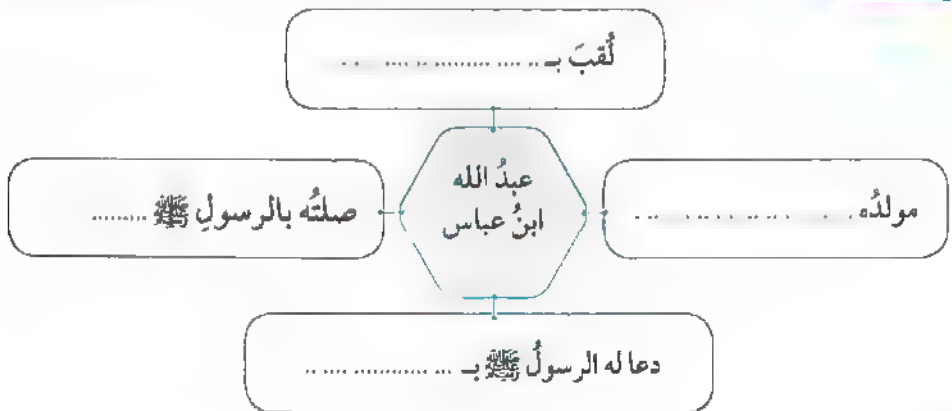 لُقبَ بـ ....................
عبدُ الله
ابنُ عباس
مولدُه ....................
صلتُه بالرسولِ ﷺ ........
دعا له الرسولُ ﷺ بـ ....................